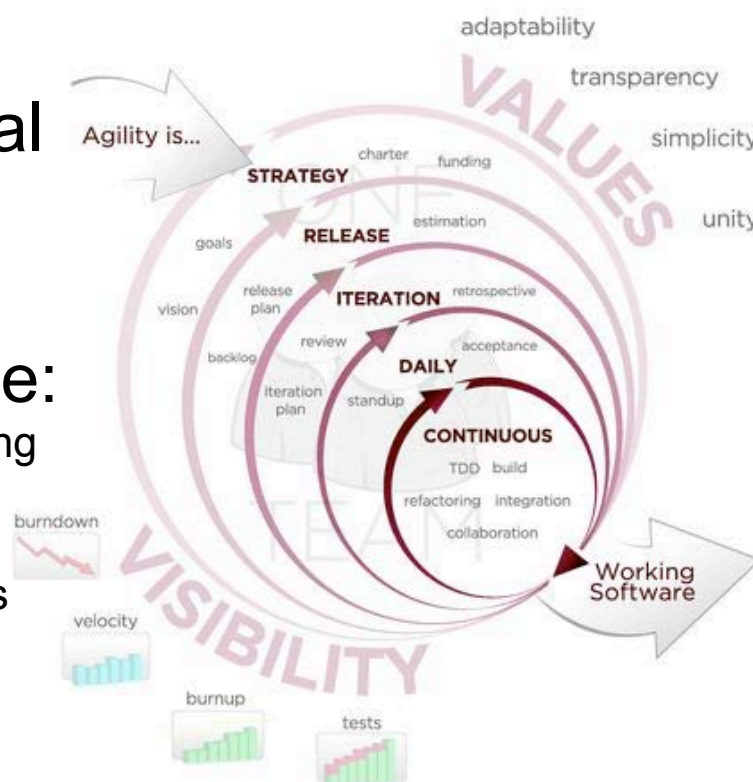 al
e:
ng
s
Agility is...
adaptability
transparency
simplicity
unity
VALUES
STRATEGY
charter
funding
goals
vision
ONE
RELEASE
estimation
release
plan
backlog
ITERATION
retrospective
review
iteration
plan
DAILY
acceptance
standup
CONTINUOUS
TDD build
refactoring integration
collaboration
TEAM
Working
Software
VISIBILITY
burndown
velocity
burnup
tests